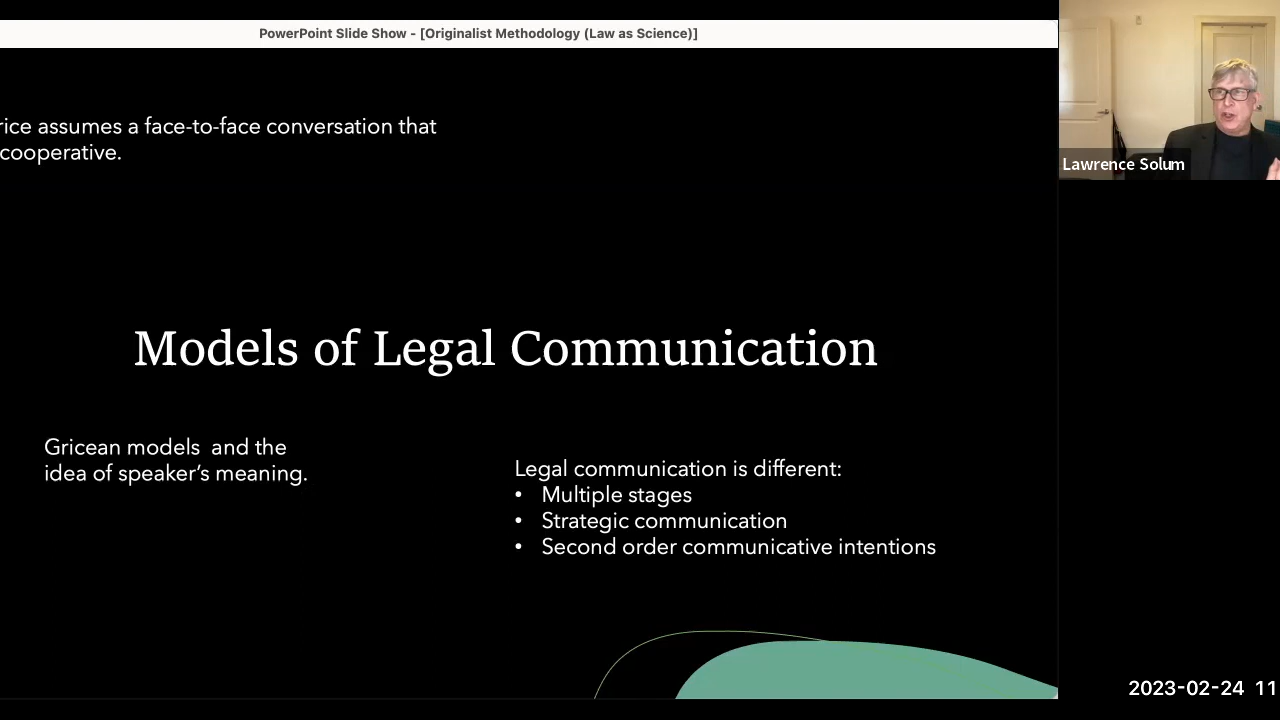 PowerPoint Slide Show - [Originalist Methodology (Law as Science)]
rice assumes a face-to-face conversation that
cooperative.
Lawrence Solum
Models of Legal Communication
Gricean models and the
idea of speaker's meaning.
Legal communication is different:
• Multiple stages
• Strategic communication
• Second order communicative intentions
2023-02-24 11